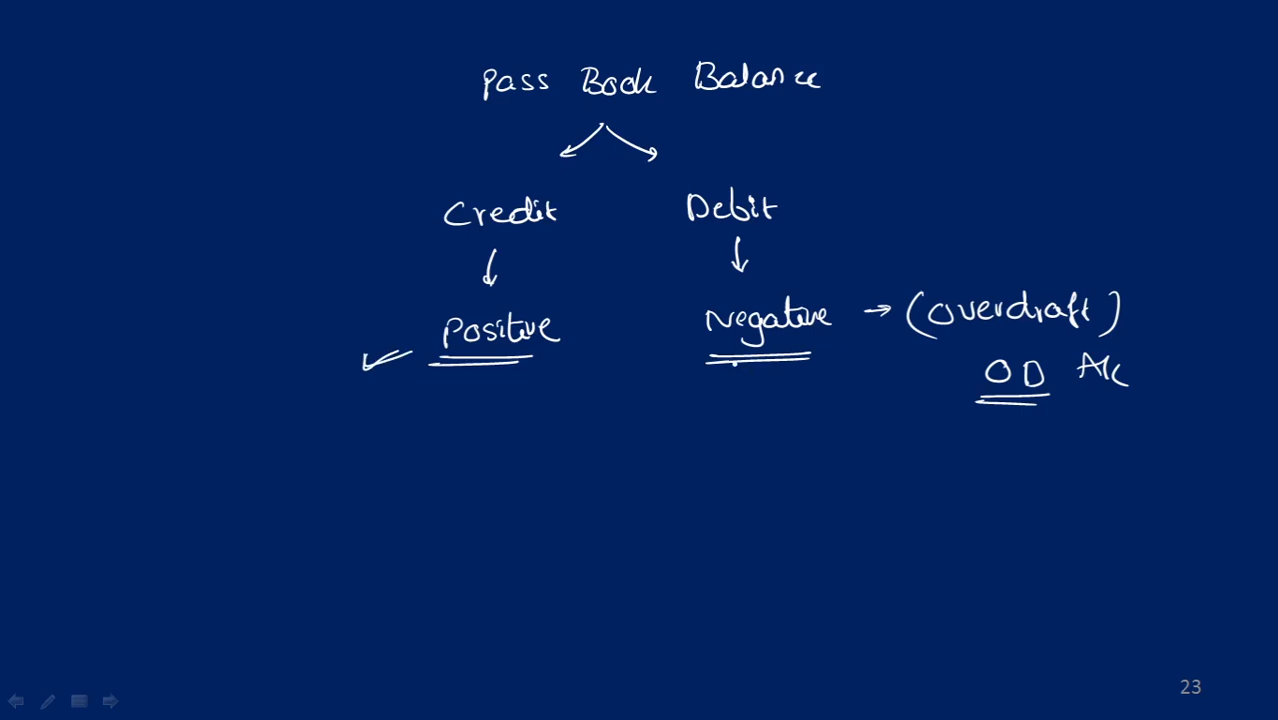 Pass Book Balance
Credit Debit
Positive Negative → (overdraft)
OD A/c
23